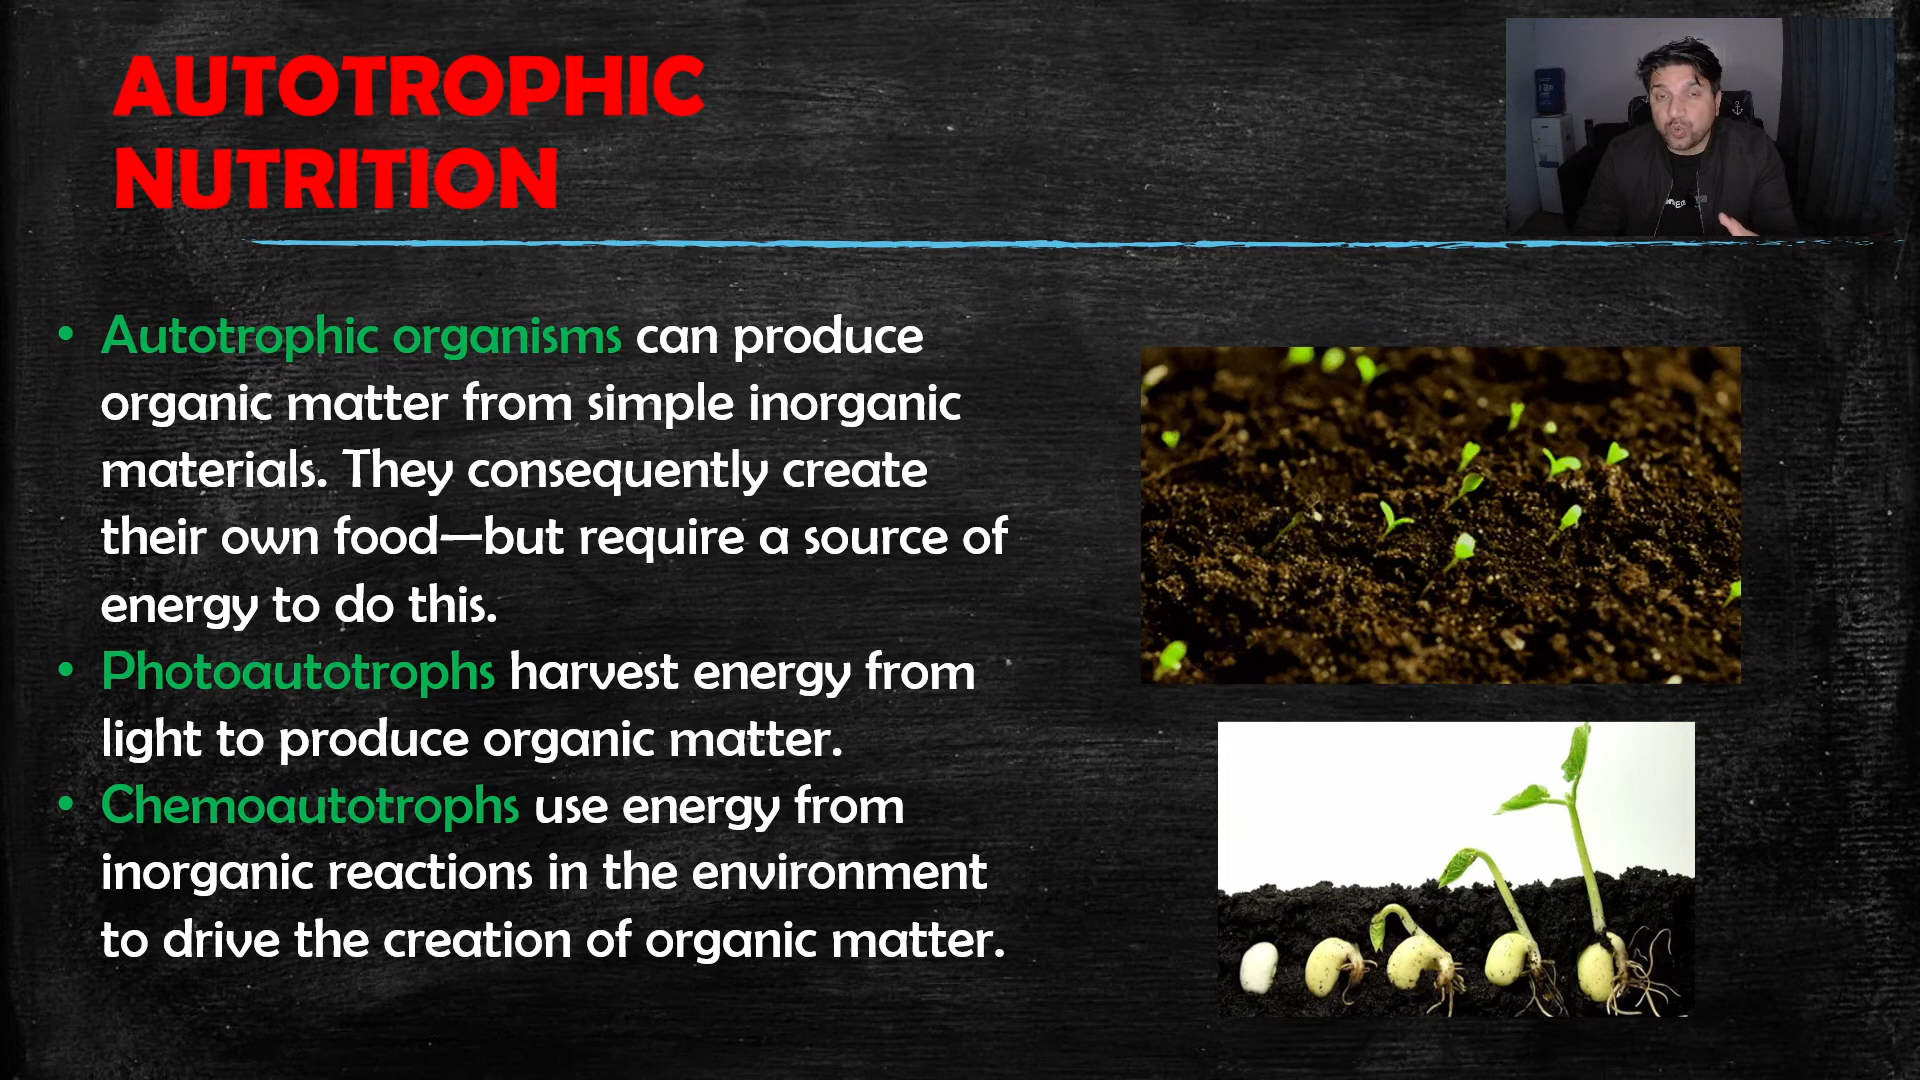 AUTOTROPHIC
NUTRITION
• Autotrophic organisms can produce
organic matter from simple inorganic
materials. They consequently create
their own food—but require a source of
energy to do this.
• Photoautotrophs harvest energy from
light to produce organic matter.
• Chemoautotrophs use energy from
inorganic reactions in the environment
to drive the creation of organic matter.